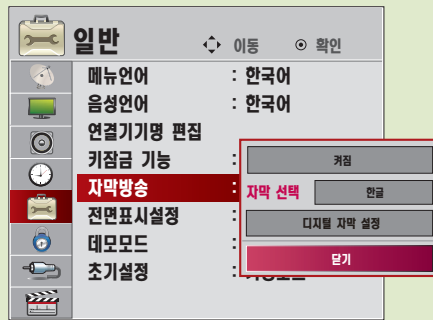 일반 이동 확인
메뉴언어 : 한국어
음성언어 : 한국어
연결기기명 편집
키잠금 기능 :
자막방송 :
전면표시설정 :
데모모드 :
초기설정 :
켜짐
자막 선택 한글
디지털 자막 설정
닫기